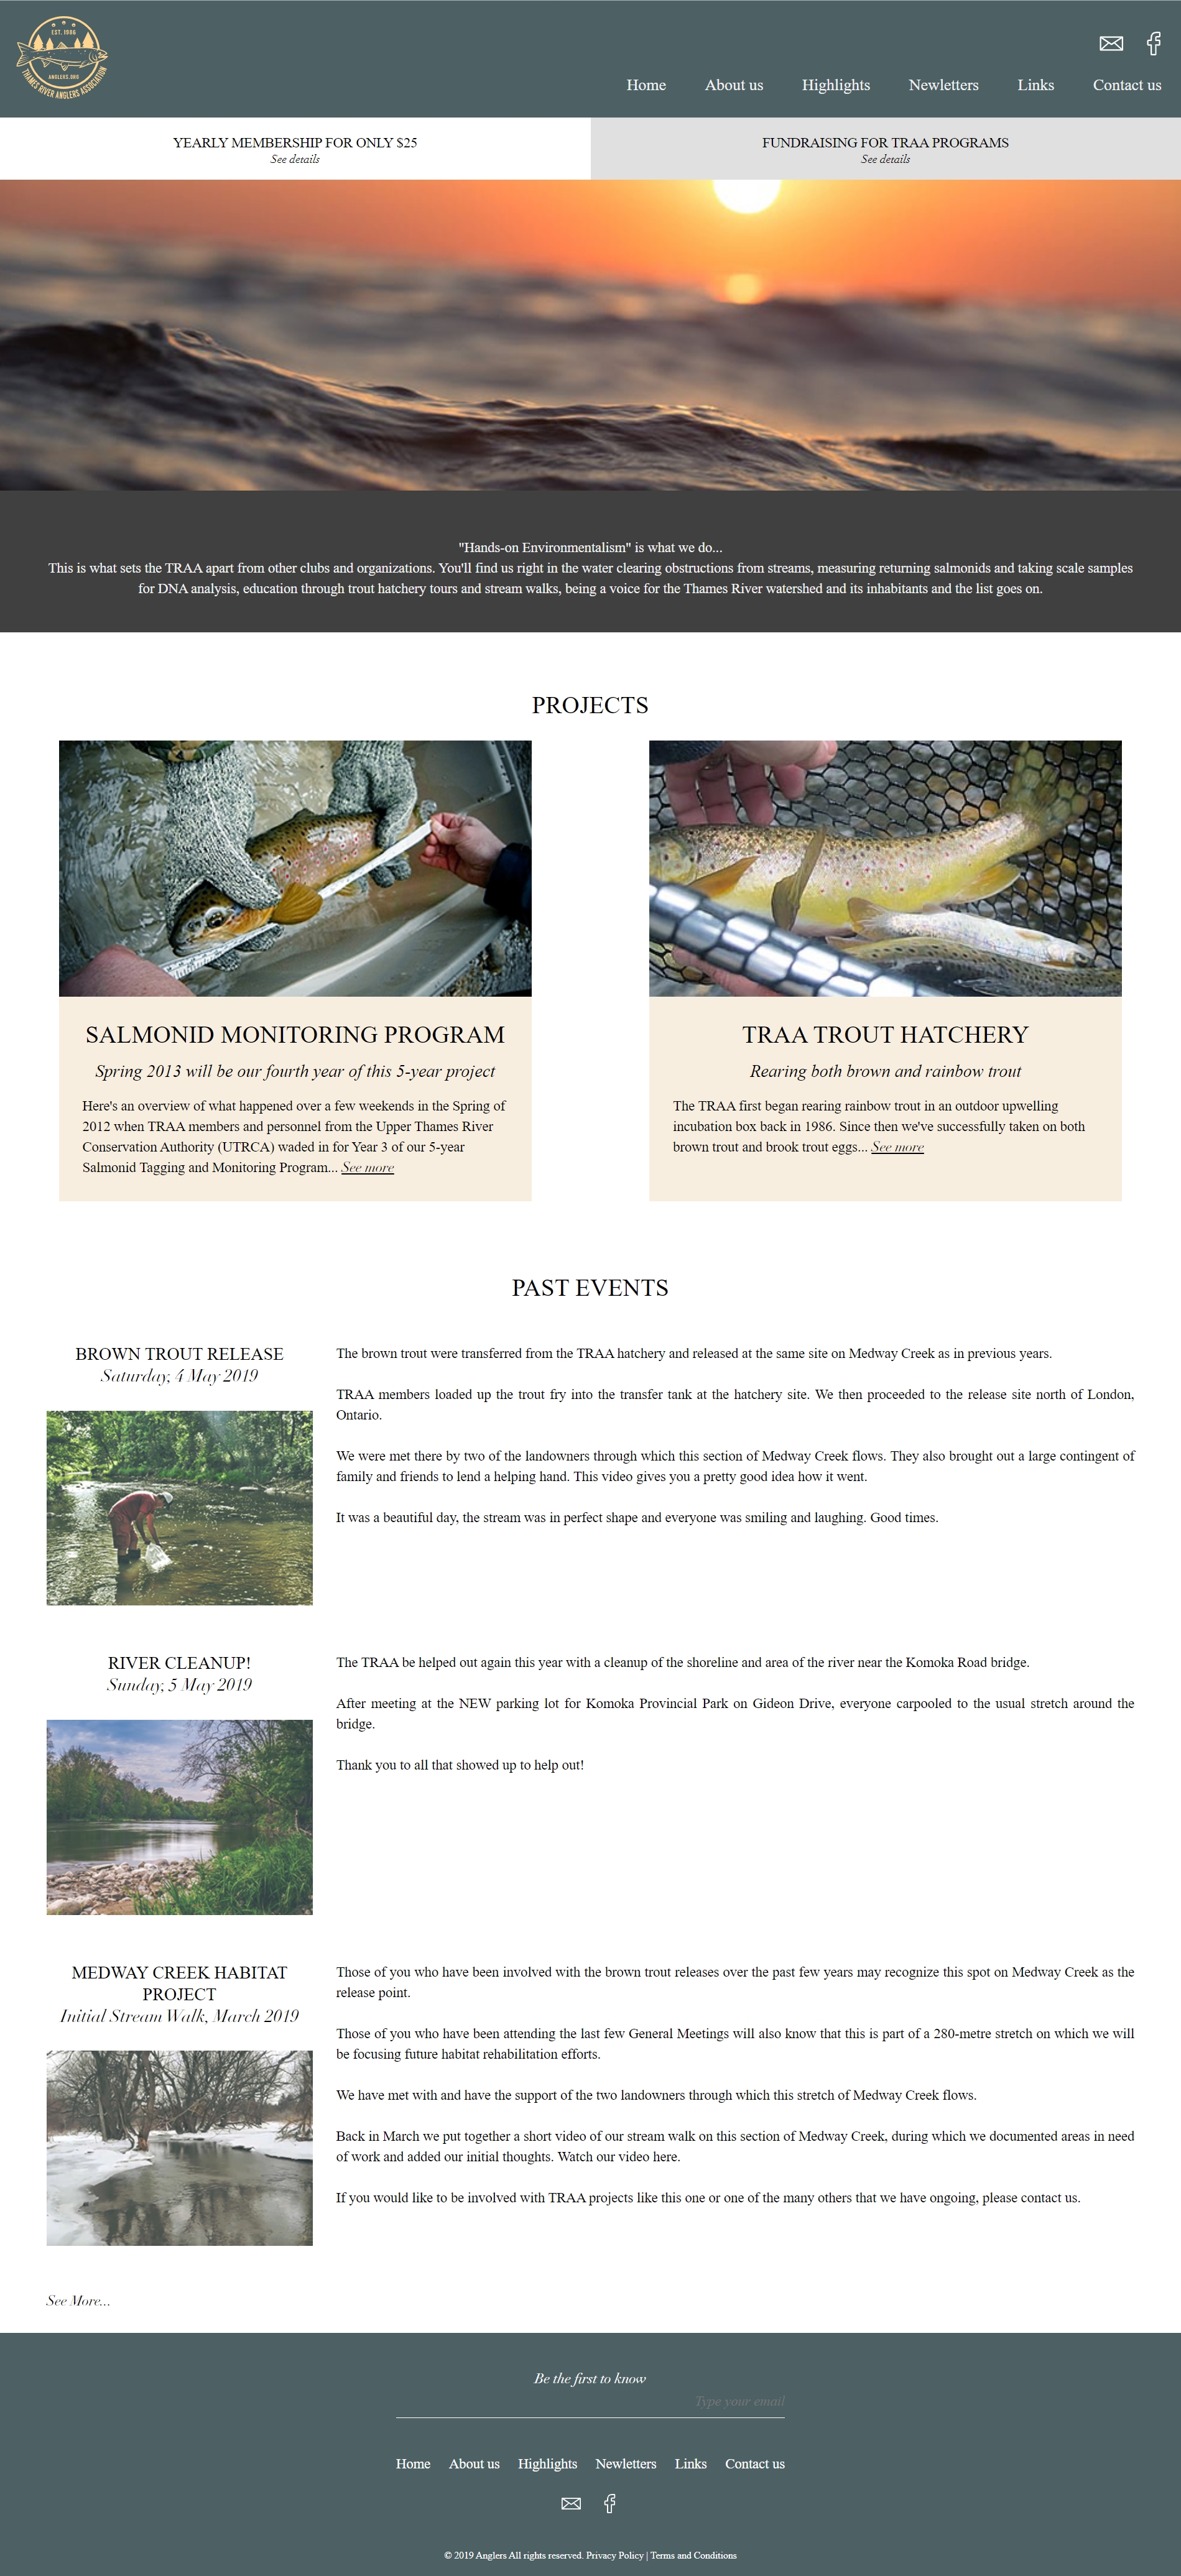 EST. 1986
ANGLERS.ORG
THAMES RIVER ANGLERS ASSOCIATION
Home About us Highlights Newletters Links Contact us
YEARLY MEMBERSHIP FOR ONLY $25
See details
FUNDRAISING FOR TRAA PROGRAMS
See details
"Hands-on Environmentalism" is what we do...
This is what sets the TRAA apart from other clubs and organizations. You'll find us right in the water clearing obstructions from streams, measuring returning salmonids and taking scale samples
for DNA analysis, education through trout hatchery tours and stream walks, being a voice for the Thames River watershed and its inhabitants and the list goes on.
PROJECTS
SALMONID MONITORING PROGRAM
Spring 2013 will be our fourth year of this 5-year project
Here's an overview of what happened over a few weekends in the Spring of
2012 when TRAA members and personnel from the Upper Thames River
Conservation Authority (UTRCA) waded in for Year 3 of our 5-year
Salmonid Tagging and Monitoring Program... See more
TRAA TROUT HATCHERY
Rearing both brown and rainbow trout
The TRAA first began rearing rainbow trout in an outdoor upwelling
incubation box back in 1986. Since then we've successfully taken on both
brown trout and brook trout eggs... See more
PAST EVENTS
BROWN TROUT RELEASE
Saturday, 4 May 2019
The brown trout were transferred from the TRAA hatchery and released at the same site on Medway Creek as in previous years.
TRAA members loaded up the trout fry into the transfer tank at the hatchery site. We then proceeded to the release site north of London,
Ontario.
We were met there by two of the landowners through which this section of Medway Creek flows. They also brought out a large contingent of
family and friends to lend a helping hand. This video gives you a pretty good idea how it went.
It was a beautiful day, the stream was in perfect shape and everyone was smiling and laughing. Good times.
RIVER CLEANUP!
Sunday, 5 May 2019
The TRAA be helped out again this year with a cleanup of the shoreline and area of the river near the Komoka Road bridge.
After meeting at the NEW parking lot for Komoka Provincial Park on Gideon Drive, everyone carpooled to the usual stretch around the
bridge.
Thank you to all that showed up to help out!
MEDWAY CREEK HABITAT
PROJECT
Initial Stream Walk, March 2019
Those of you who have been involved with the brown trout releases over the past few years may recognize this spot on Medway Creek as the
release point.
Those of you who have been attending the last few General Meetings will also know that this is part of a 280-metre stretch on which we will
be focusing future habitat rehabilitation efforts.
We have met with and have the support of the two landowners through which this stretch of Medway Creek flows.
Back in March we put together a short video of our stream walk on this section of Medway Creek, during which we documented areas in need
of work and added our initial thoughts. Watch our video here.
If you would like to be involved with TRAA projects like this one or one of the many others that we have ongoing, please contact us.
See More...
Be the first to know
Type your email
Home About us Highlights Newletters Links Contact us
© 2019 Anglers All rights reserved. Privacy Policy | Terms and Conditions